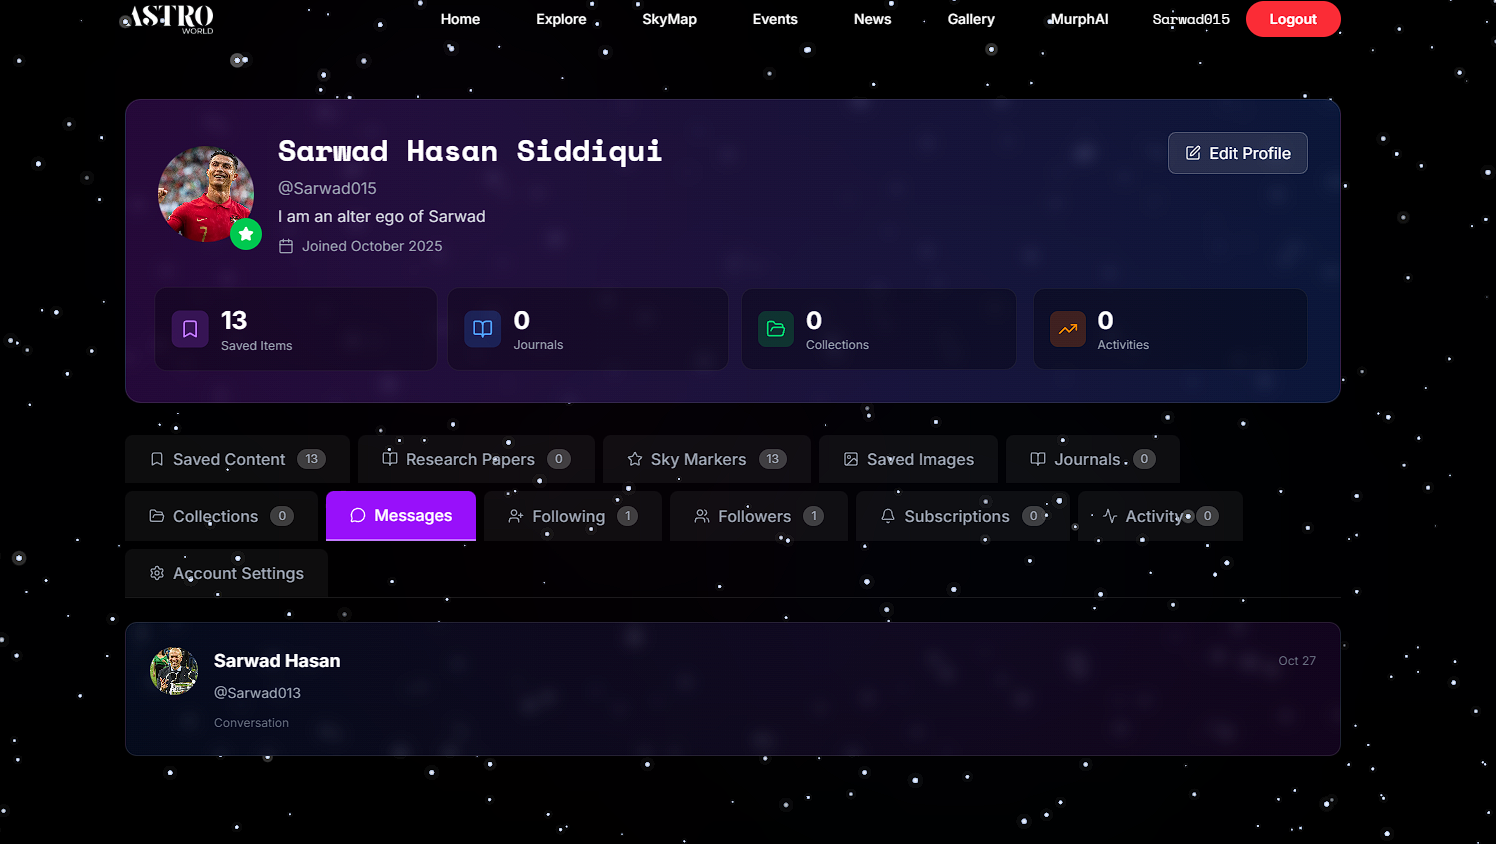 ASTRO
WORLD
Home Explore SkyMap Events News Gallery MurphAI Sarwad015 Logout
Sarwad Hasan Siddiqui
Edit Profile
@Sarwad015
I am an alter ego of Sarwad
Joined October 2025
13
Saved Items
0
Journals
0
Collections
0
Activities
Saved Content 13 Research Papers 0 Sky Markers 13 Saved Images Journals 0
Collections 0 Messages Following 1 Followers 1 Subscriptions 0 Activity 0
Account Settings
Sarwad Hasan
Oct 27
@Sarwad013
Conversation
7